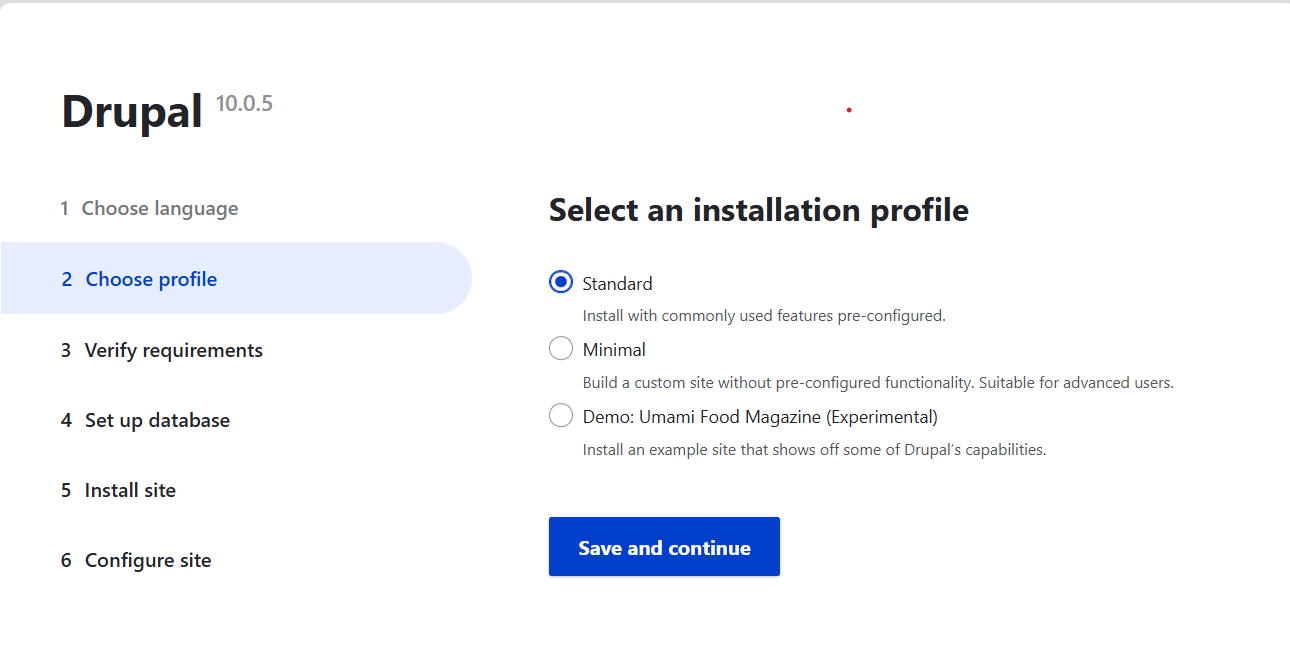 Drupal 10.0.5
1 Choose language
2 Choose profile
3 Verify requirements
4 Set up database
5 Install site
6 Configure site
Select an installation profile
Standard
Install with commonly used features pre-configured.
Minimal
Build a custom site without pre-configured functionality. Suitable for advanced users.
Demo: Umami Food Magazine (Experimental)
Install an example site that shows off some of Drupal's capabilities.
Save and continue